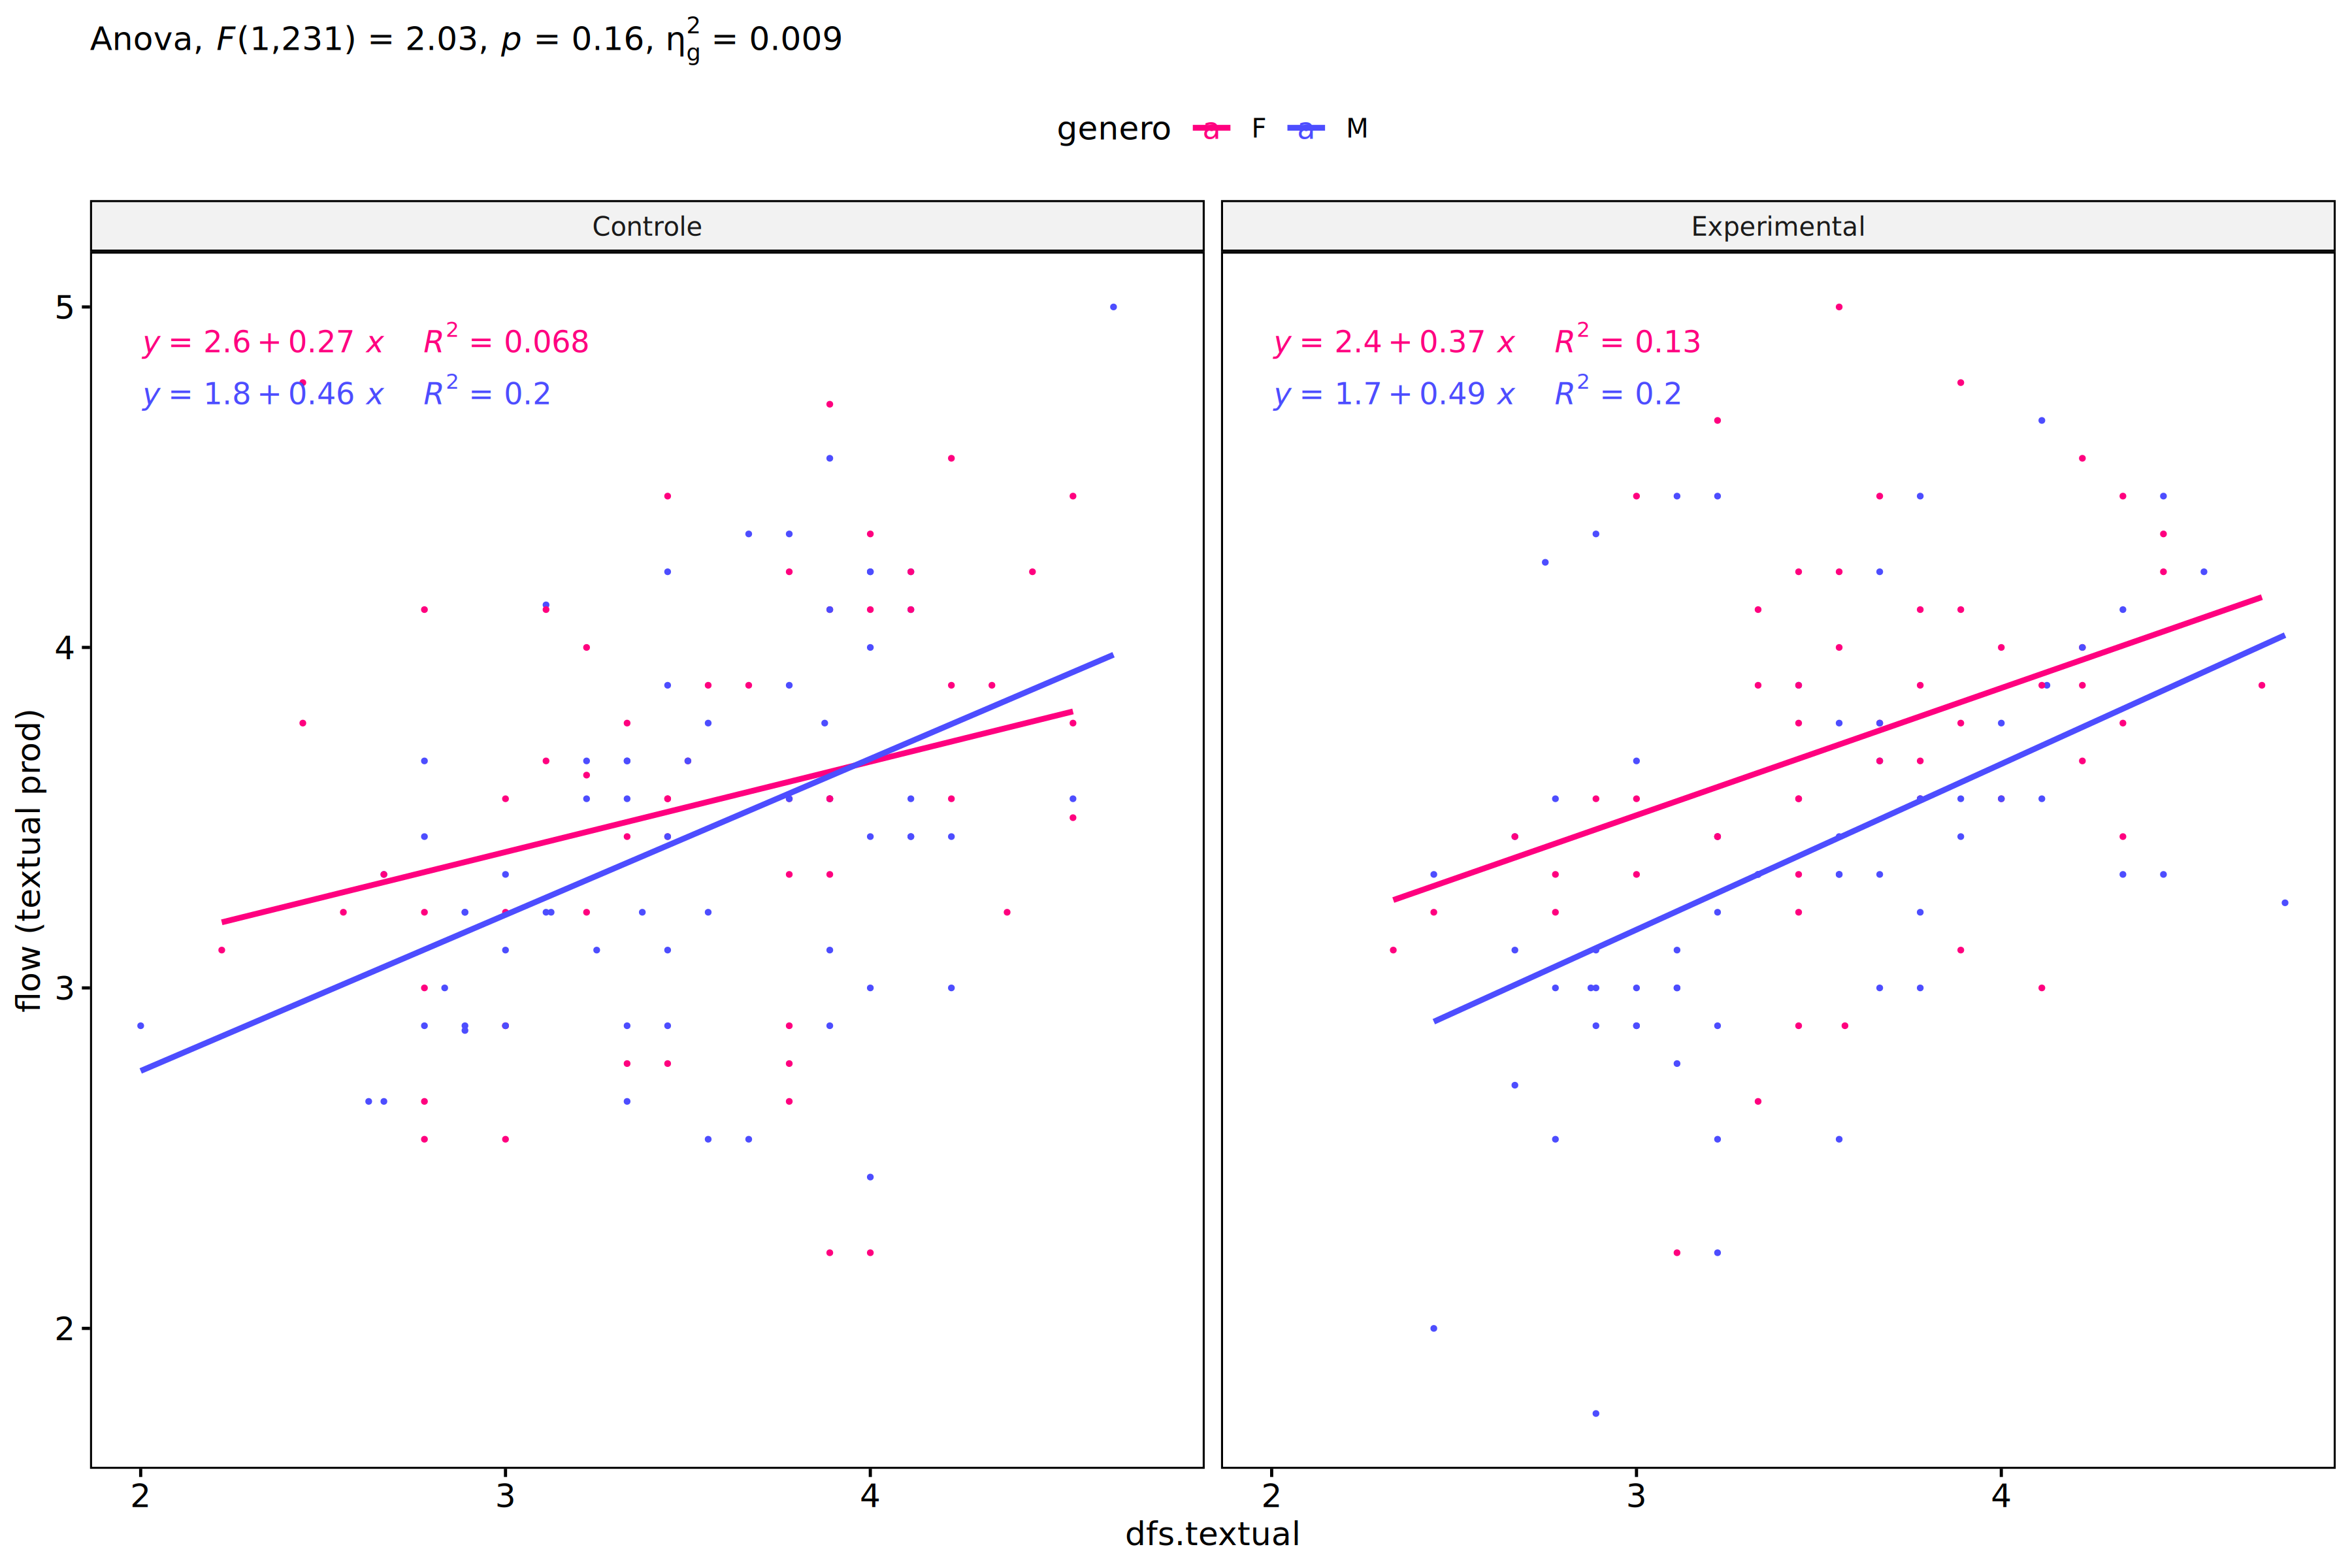 Anova, F(1,231) = 2.03, p = 0.16, η²g = 0.009
genero a F a M
Controle
Experimental
y = 2.6 + 0.27 x R² = 0.068
y = 1.8 + 0.46 x R² = 0.2
y = 2.4 + 0.37 x R² = 0.13
y = 1.7 + 0.49 x R² = 0.2
5
4
3
2
flow (textual prod)
2 3 4
2 3 4
dfs.textual